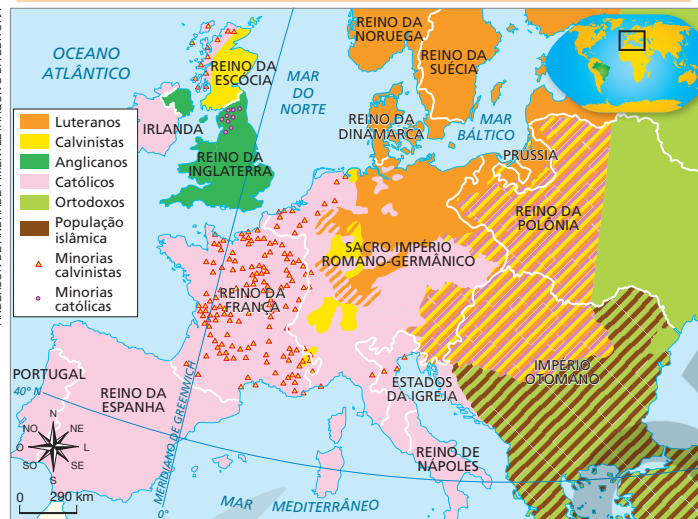 OCEANO
ATLÂNTICO
REINO DA
ESCÓCIA
MAR
DO
NORTE
REINO DA
NORUEGA
REINO DA
SUÉCIA
REINO DA
DINAMARCA
MAR
BÁLTICO
PRÚSSIA
IRLANDA
REINO DA
INGLATERRA
Luteranos
Calvinistas
Anglicanos
Católicos
Ortodoxos
População
islâmica
Minorias
calvinistas
Minorias
católicas
REINO DA
POLÔNIA
SACRO IMPÉRIO
ROMANO-GERMÂNICO
REINO DA
FRANÇA
IMPÉRIO
OTOMANO
PORTUGAL
40° N
REINO DA
ESPANHA
MERIDIANO DE GREENWICH
0°
ESTADOS
DA IGREJA
REINO DE
NÁPOLES
MAR MEDITERRÂNEO
N
NO NE
O L
SO SE
S
0 290 km